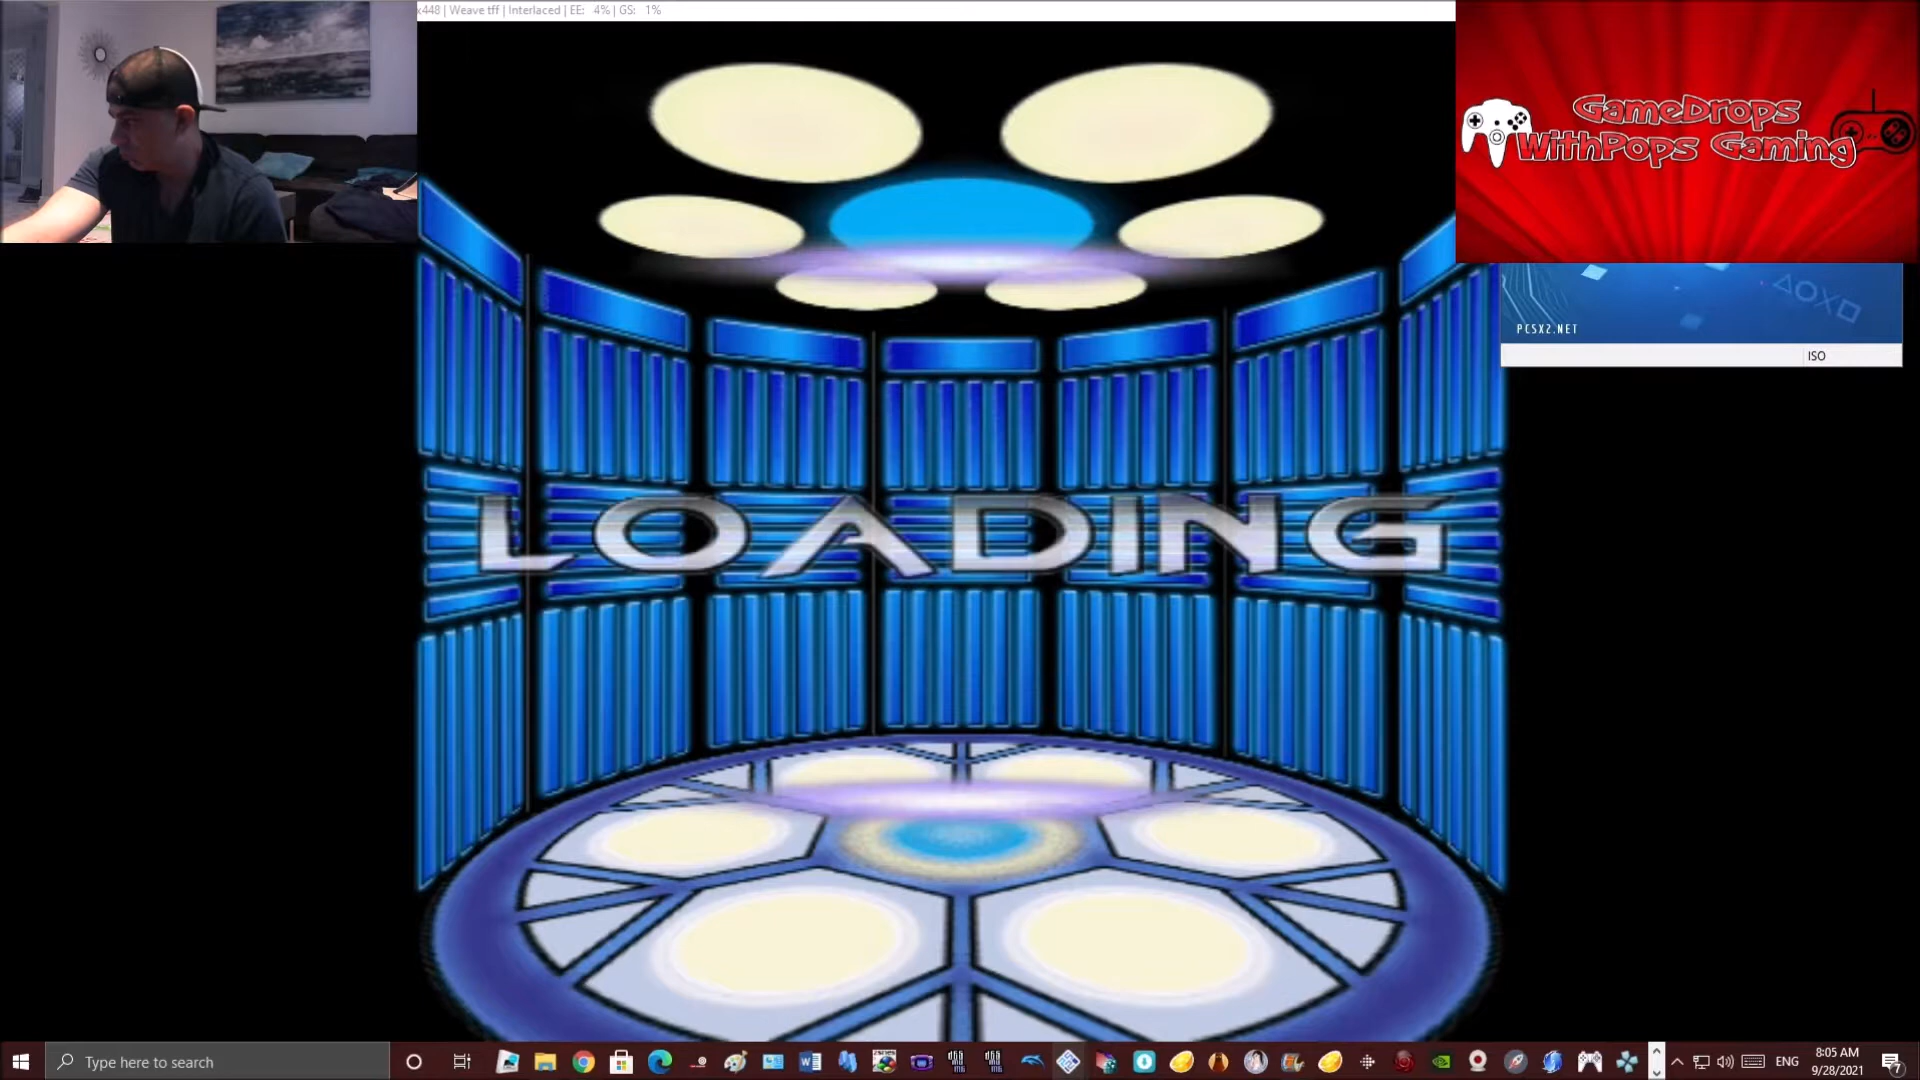 x448 | Weave tff | Interlaced | EE: 4% | GS: 1%
GameDrops
WithPops Gaming
PCSX2.NET
ISO
LOADING
Type here to search
ENG
8:05 AM
9/28/2021
7